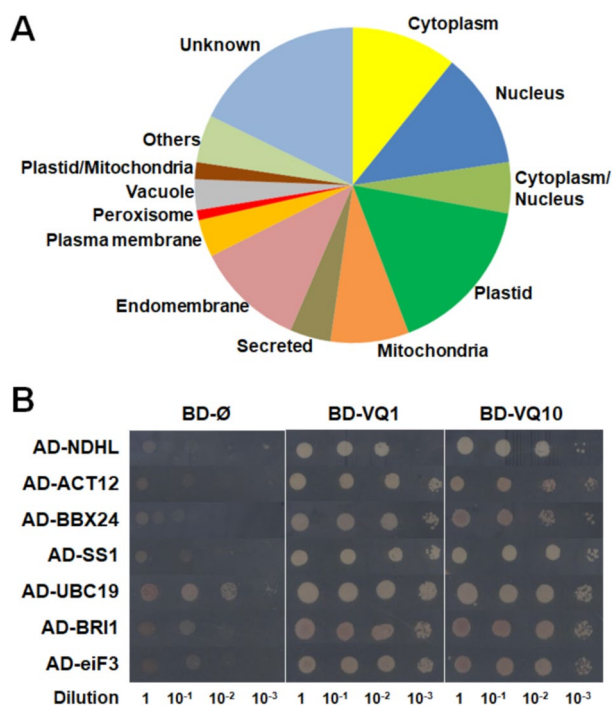 A
Cytoplasm
Unknown
Nucleus
Others
Plastid/Mitochondria
Vacuole
Peroxisome
Plasma membrane
Cytoplasm/
Nucleus
Endomembrane
Plastid
Secreted
Mitochondria
B
BD-Ø BD-VQ1 BD-VQ10
AD-NDHL
AD-ACT12
AD-BBX24
AD-SS1
AD-UBC19
AD-BRI1
AD-eiF3
Dilution 1 10⁻¹ 10⁻² 10⁻³ 1 10⁻¹ 10⁻² 10⁻³ 1 10⁻¹ 10⁻² 10⁻³